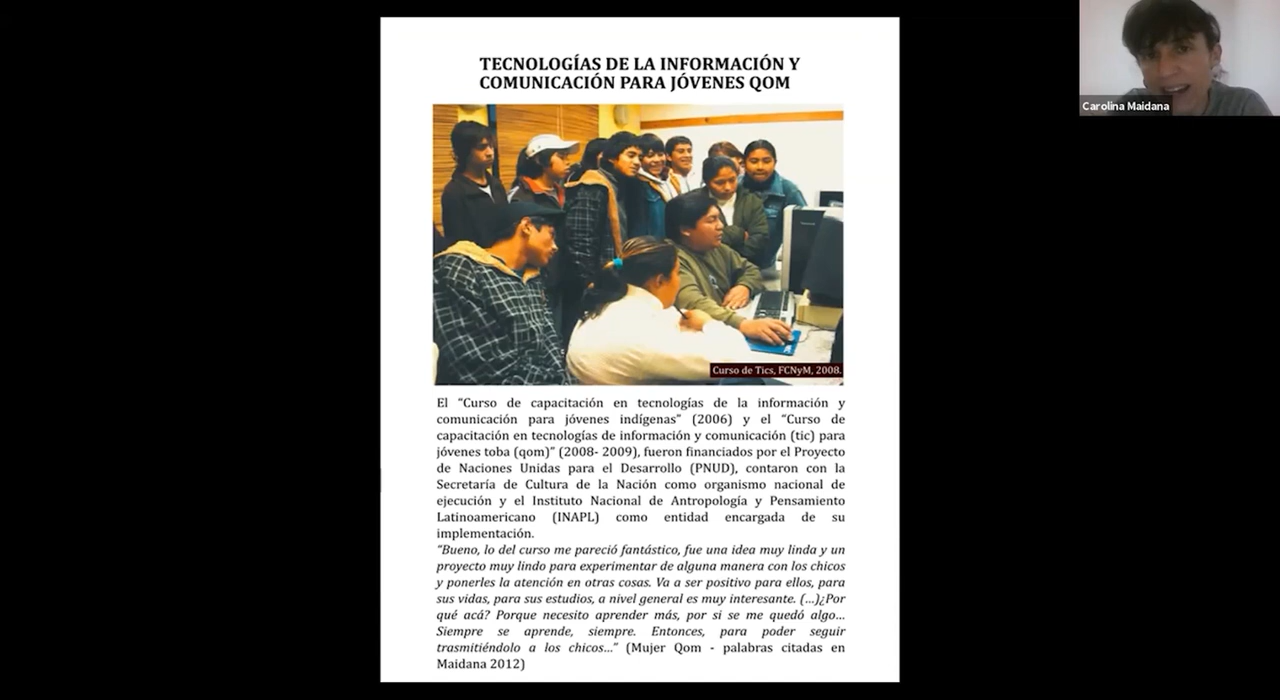 TECNOLOGÍAS DE LA INFORMACIÓN Y
COMUNICACIÓN PARA JÓVENES QOM
Carolina Maidana
Curso de Tics, FCNyM, 2008.
El “Curso de capacitación en tecnologías de la información y
comunicación para jóvenes indígenas” (2006) y el “Curso de
capacitación en tecnologías de información y comunicación (tic) para
jóvenes toba (qom)” (2008- 2009), fueron financiados por el Proyecto
de Naciones Unidas para el Desarrollo (PNUD), contaron con la
Secretaría de Cultura de la Nación como organismo nacional de
ejecución y el Instituto Nacional de Antropología y Pensamiento
Latinoamericano (INAPL) como entidad encargada de su
implementación.
“Bueno, lo del curso me pareció fantástico, fue una idea muy linda y un
proyecto muy lindo para experimentar de alguna manera con los chicos
y ponerles la atención en otras cosas. Va a ser positivo para ellos, para
sus vidas, para sus estudios, a nivel general es muy interesante. (...)¿Por
qué acá? Porque necesito aprender más, por si se me quedó algo...
Siempre se aprende, siempre. Entonces, para poder seguir
trasmitiéndolo a los chicos...” (Mujer Qom - palabras citadas en
Maidana 2012)